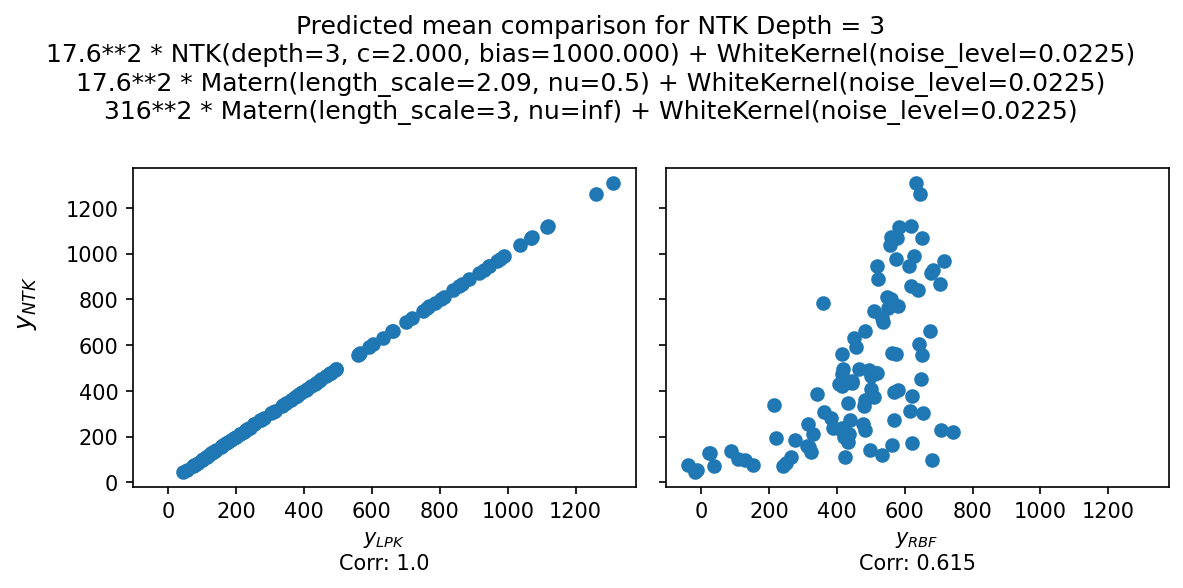 Predicted mean comparison for NTK Depth = 3
17.6**2 * NTK(depth=3, c=2.000, bias=1000.000) + WhiteKernel(noise_level=0.0225)
17.6**2 * Matern(length_scale=2.09, nu=0.5) + WhiteKernel(noise_level=0.0225)
316**2 * Matern(length_scale=3, nu=inf) + WhiteKernel(noise_level=0.0225)
1200
1000
800
600
400
200
0
y_NTK
0 200 400 600 800 1000 1200
0 200 400 600 800 1000 1200
y_LPK
Corr: 1.0
y_RBF
Corr: 0.615